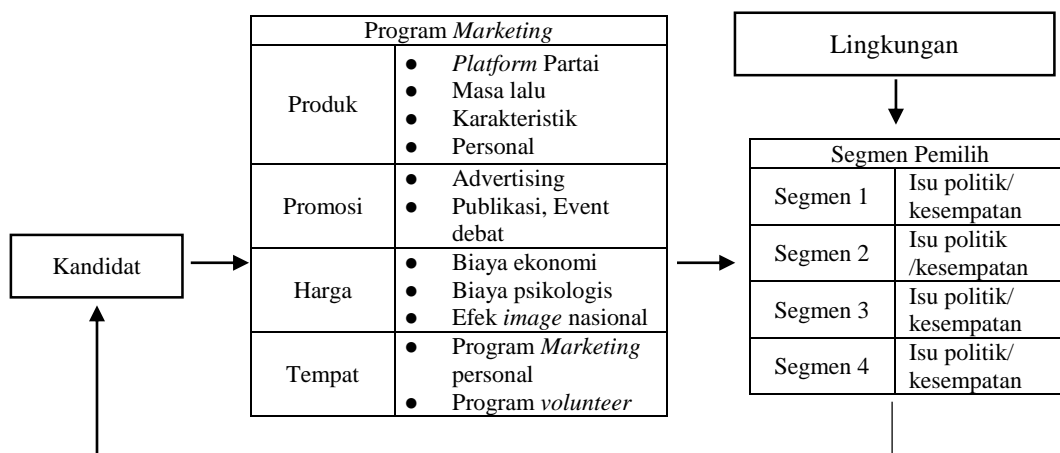 Kandidat
Program Marketing
Produk
● Platform Partai
● Masa lalu
● Karakteristik
● Personal
Promosi
● Advertising
● Publikasi, Event
debat
Harga
● Biaya ekonomi
● Biaya psikologis
● Efek image nasional
Tempat
● Program Marketing
personal
● Program volunteer
Lingkungan
Segmen Pemilih
Segmen 1
Isu politik/
kesempatan
Segmen 2
Isu politik
/kesempatan
Segmen 3
Isu politik/
kesempatan
Segmen 4
Isu politik/
kesempatan